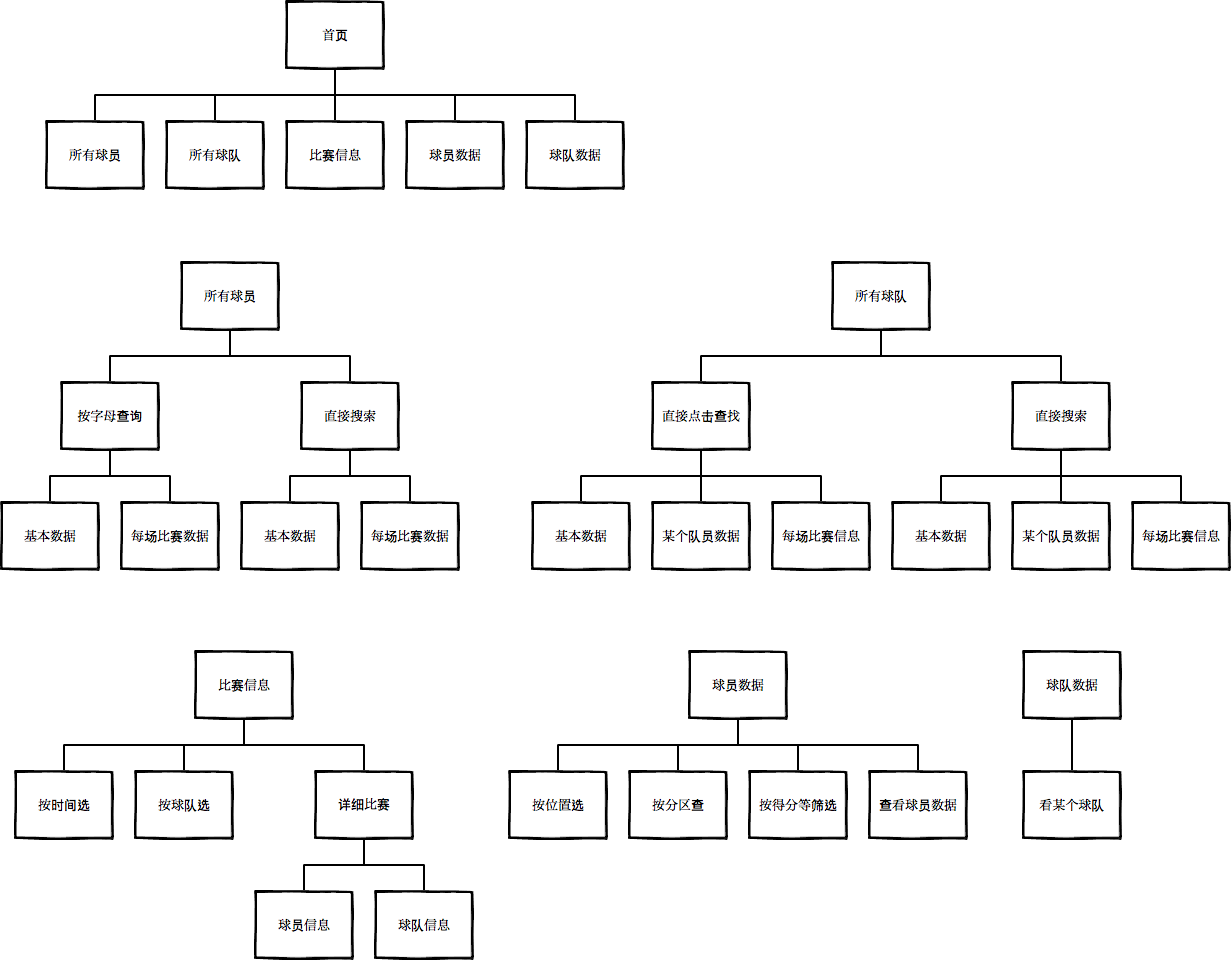 首页
所有球员
所有球队
比赛信息
球员数据
球队数据
所有球员
所有球队
按字母查询
直接搜索
直接点击查找
直接搜索
基本数据
每场比赛数据
基本数据
每场比赛数据
基本数据
某个队员数据
每场比赛信息
基本数据
某个队员数据
每场比赛信息
比赛信息
球员数据
球队数据
按时间选
按球队选
详细比赛
按位置选
按分区查
按得分等筛选
查看球员数据
看某个球队
球员信息
球队信息